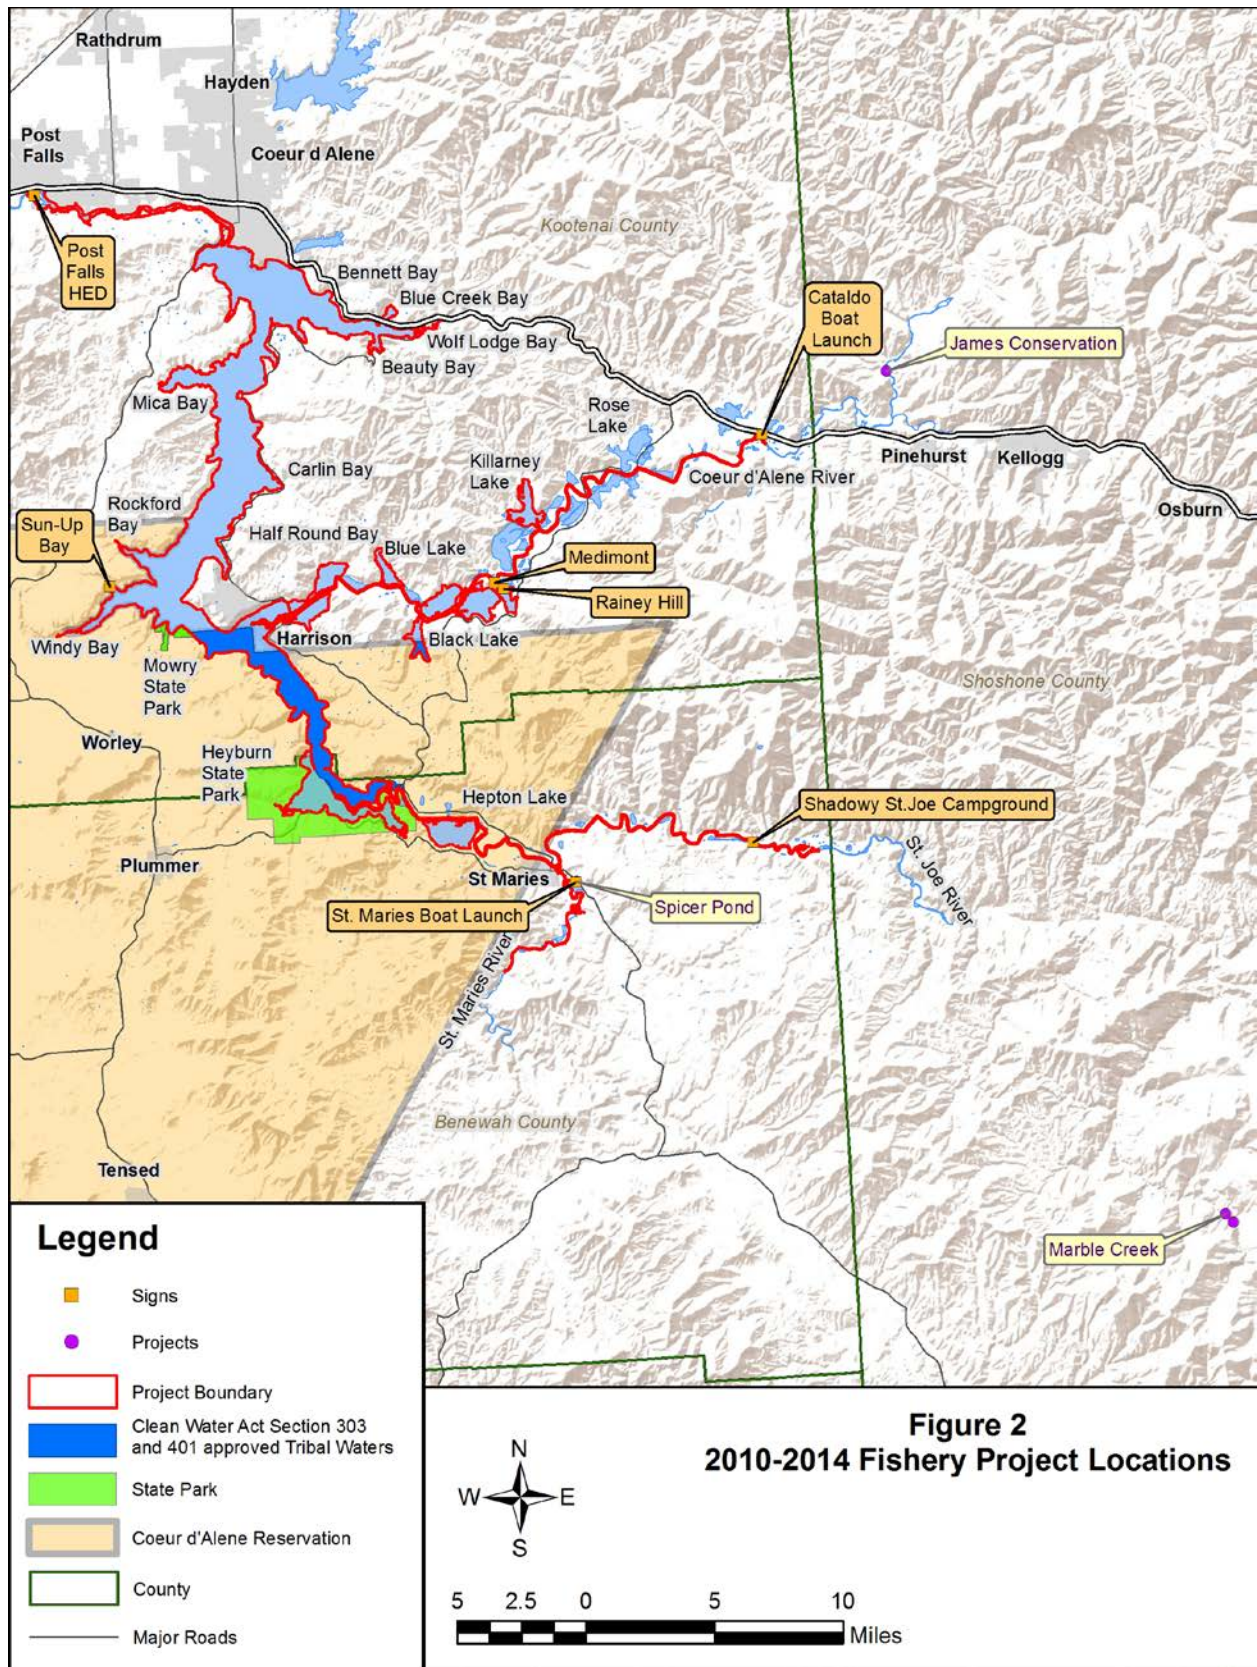 Rathdrum
Hayden
Post
Falls
Coeur d Alene
Kootenai County
Post
Falls
HED
Bennett Bay
Blue Creek Bay
Wolf Lodge Bay
Beauty Bay
Cataldo
Boat
Launch
James Conservation
Mica Bay
Rose
Lake
Carlin Bay
Killarney
Lake
Coeur d'Alene River
Pinehurst
Kellogg
Osburn
Rockford
Bay
Sun-Up
Bay
Half Round Bay
Blue Lake
Medimont
Rainey Hill
Windy Bay
Harrison
Black Lake
Mowry
State
Park
Shoshone County
Worley
Heyburn
State
Park
Hepton Lake
Shadowy St.Joe Campground
St. Joe River
Plummer
St Maries
St. Maries Boat Launch
Spicer Pond
St. Maries River
Benewah County
Tensed
Marble Creek
Legend
Signs
Projects
Project Boundary
Clean Water Act Section 303
and 401 approved Tribal Waters
State Park
Coeur d'Alene Reservation
County
Major Roads
Figure 2
2010-2014 Fishery Project Locations
N
W E
S
5 2.5 0 5 10
Miles